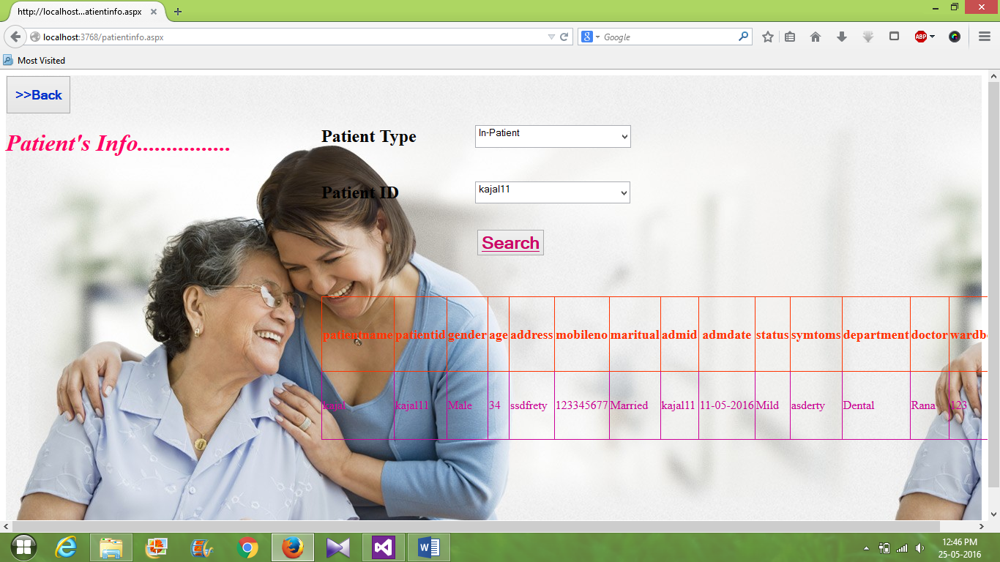 http://localhost...atientinfo.aspx
localhost:3768/patientinfo.aspx
Google
ABP
Most Visited
>>Back
Patient's Info................
Patient Type
In-Patient
Patient ID
kajal11
Search
patientname patientid gender age address mobileno maritual admid admdate status symtoms department doctor wardb
kajal kajal11 Male 34 ssdfrety 123345677 Married kajal11 11-05-2016 Mild asderty Dental Rana 123
12:46 PM
25-05-2016